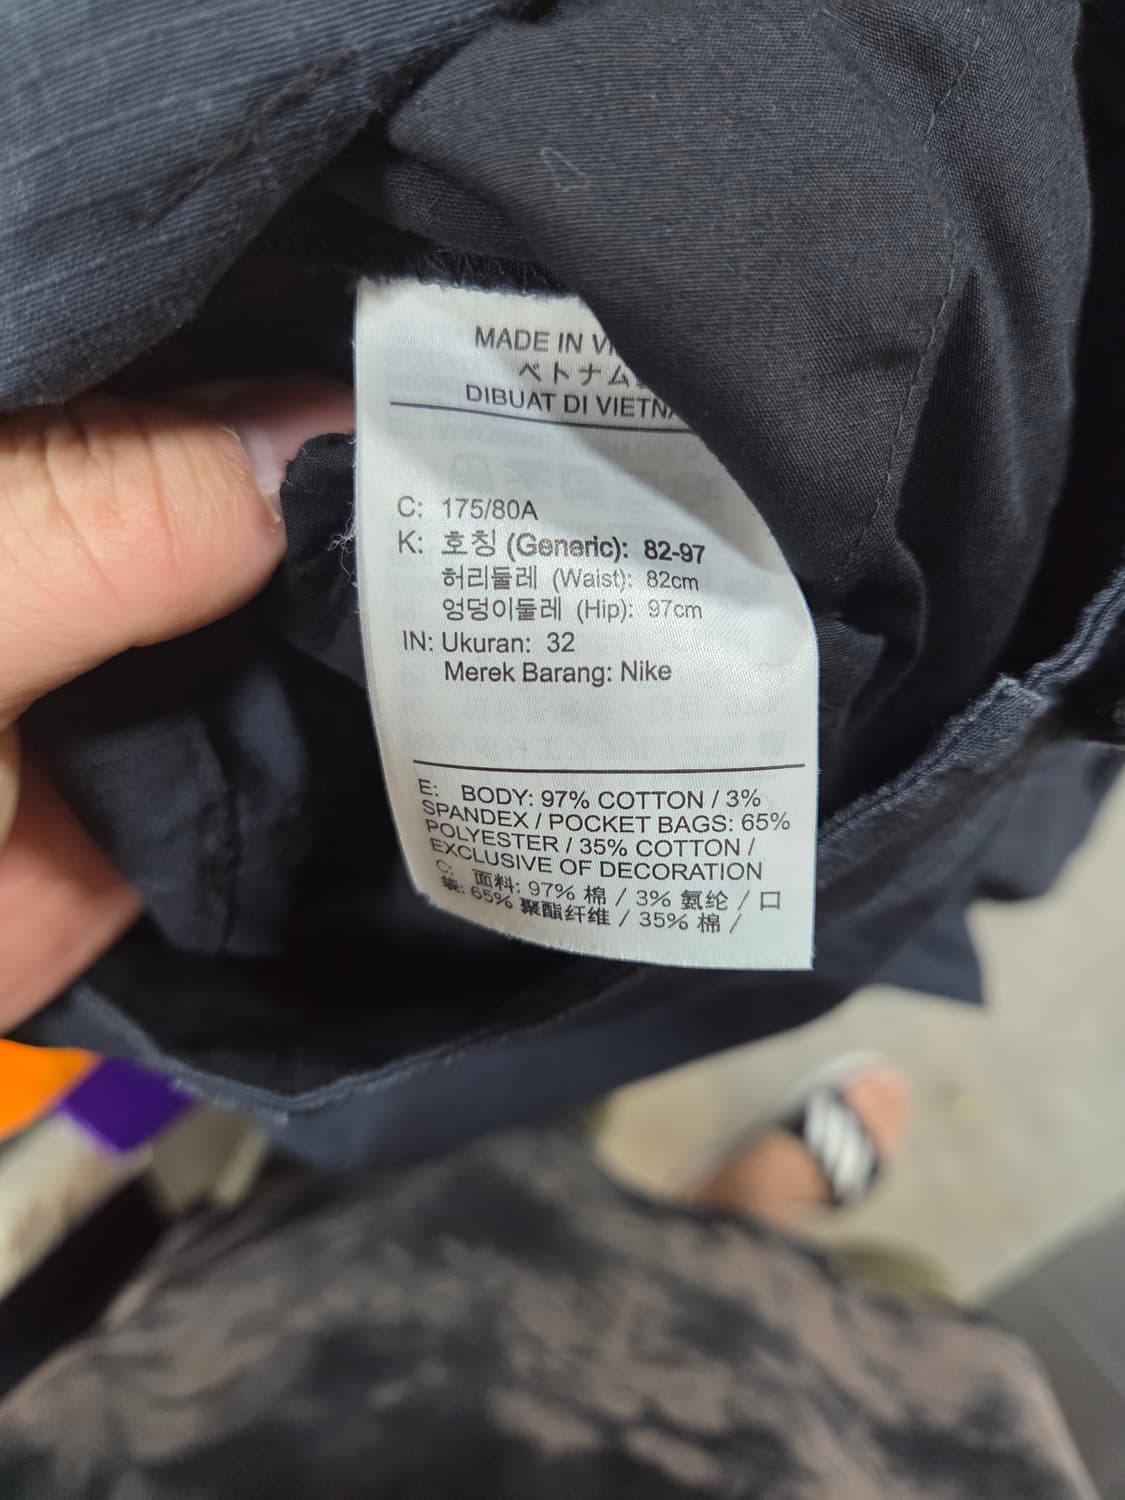 MADE IN
ベトナム
DIBUAT DI
C: 175/80A
K: 호칭 (Generic): 82-97
허리둘레 (Waist): 82cm
엉덩이둘레 (Hip): 97cm
IN: Ukuran: 32
Merek Barang: Nike
E: BODY: 97% COTTON / 3%
SPANDEX / POCKET BAGS: 65%
POLYESTER / 35% COTTON /
EXCLUSIVE OF DECORATION
C: 面料: 97% 棉 / 3% 氨纶 / 口
袋: 65% 聚酯纤维 / 35% 棉 /